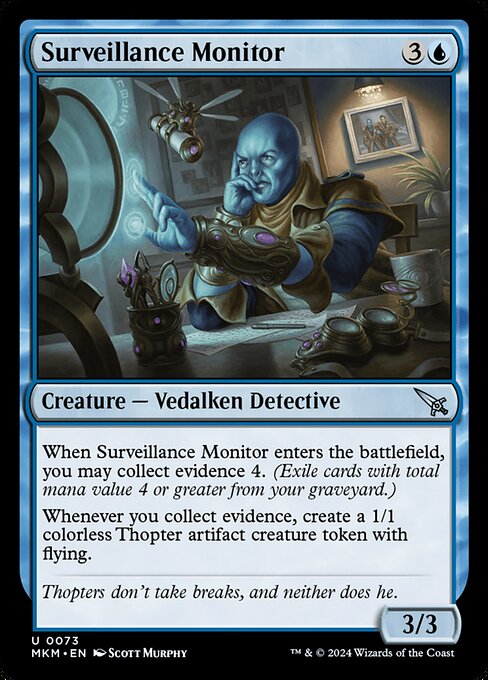 Surveillance Monitor 3
Creature — Vedalken Detective
When Surveillance Monitor enters the battlefield,
you may collect evidence 4. (Exile cards with total
mana value 4 or greater from your graveyard.)
Whenever you collect evidence, create a 1/1
colorless Thopter artifact creature token with
flying.
Thopters don't take breaks, and neither does he.
3/3
U 0073
MKM • EN Scott Murphy
™ & © 2024 Wizards of the Coast